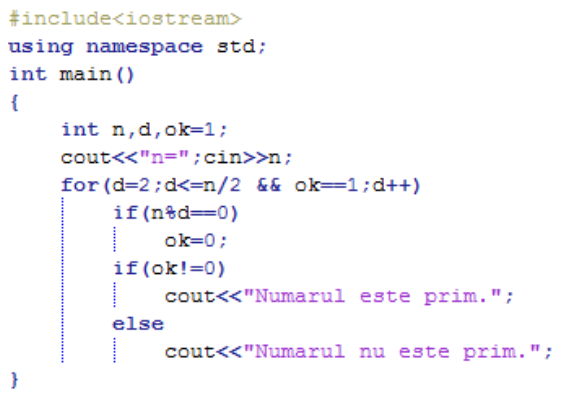 #include<iostream>
using namespace std;
int main()
{
int n,d,ok=1;
cout<<"n=";cin>>n;
for(d=2;d<=n/2 && ok==1;d++)
if(n%d==0)
ok=0;
if(ok!=0)
cout<<"Numarul este prim.";
else
cout<<"Numarul nu este prim.";
}